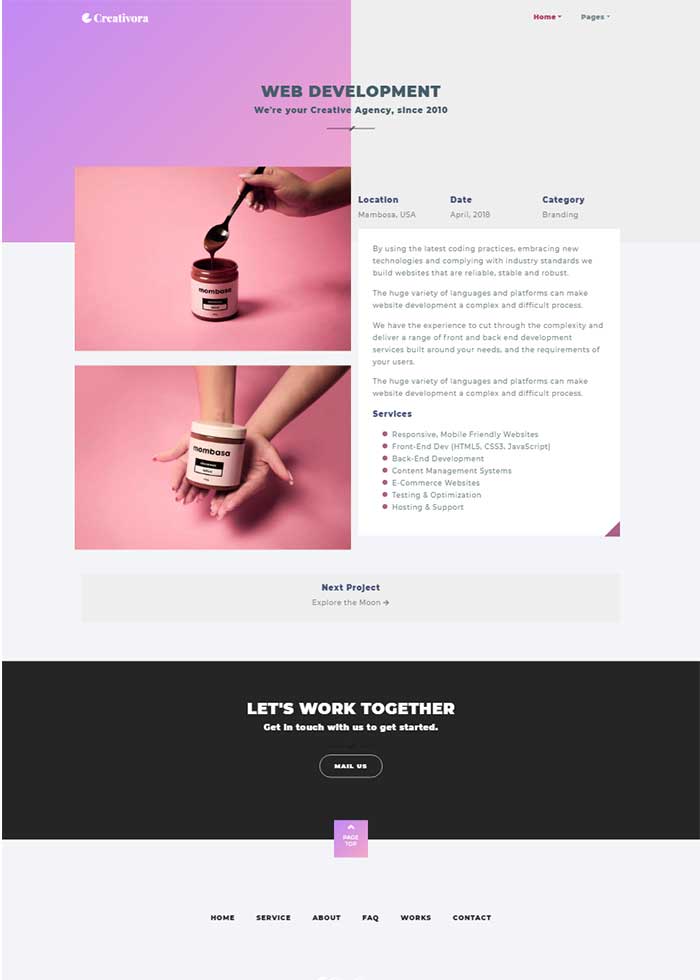 Creativora
Home
Pages
WEB DEVELOPMENT
We're your Creative Agency, since 2010
Location
Date
Category
Mambosa, USA
April, 2018
Branding
mombasa
By using the latest coding practices, embracing new
technologies and complying with industry standards we
build websites that are reliable, stable and robust.
The huge variety of languages and platforms can make
website development a complex and difficult process.
We have the experience to cut through the complexity and
deliver a range of front and back end development
services built around your needs, and the requirements of
your users.
The huge variety of languages and platforms can make
website development a complex and difficult process.
mombasa
Services
Responsive, Mobile Friendly Websites
Front-End Dev (HTML5, CSS3, JavaScript)
Back-End Development
Content Management Systems
E-Commerce Websites
Testing & Optimization
Hosting & Support
Next Project
Explore the Moon →
LET'S WORK TOGETHER
Get in touch with us to get started.
MAIL US
PAGE
TOP
HOME
SERVICE
ABOUT
FAQ
WORKS
CONTACT